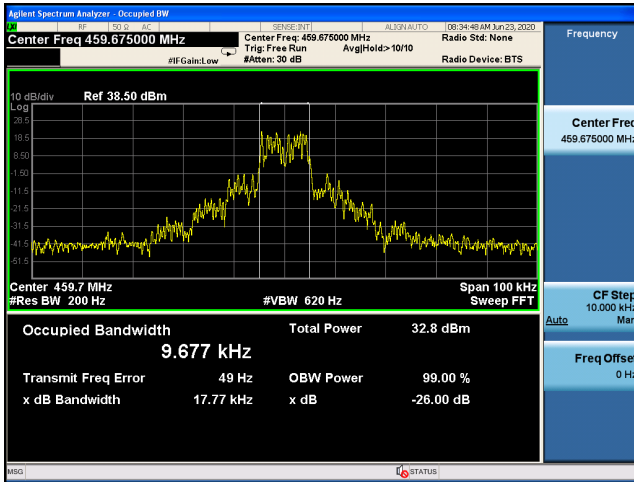 Agilent Spectrum Analyzer - Occupied BW
RF 50 Ω AC SENSE:INT ALIGN AUTO 08:34:48 AM Jun 23, 2020
Center Freq 459.675000 MHz Center Freq: 459.675000 MHz Radio Std: None
Trig: Free Run Avg|Hold:> 10/10
#IFGain:Low #Atten: 30 dB Radio Device: BTS
Frequency
10 dB/div Ref 38.50 dBm
Log
28.5
18.5
8.50
-1.50
-11.5
-21.5
-31.5
-41.5
-51.5
Center 459.7 MHz Span 100 kHz
#Res BW 200 Hz #VBW 620 Hz Sweep FFT
Occupied Bandwidth Total Power 32.8 dBm
9.677 kHz
Transmit Freq Error 49 Hz OBW Power 99.00 %
x dB Bandwidth 17.77 kHz x dB -26.00 dB
Center Freq
459.675000 MHz
CF Step
10.000 kHz
Auto Man
Freq Offset
0 Hz
MSG STATUS